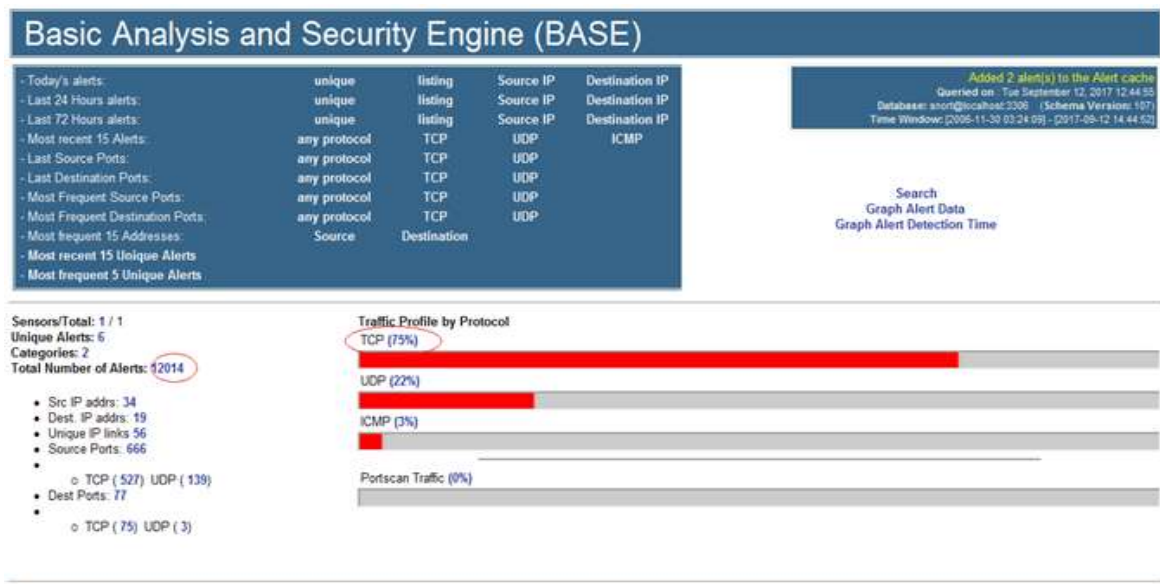 Basic Analysis and Security Engine (BASE)
- Today's alerts: unique listing Source IP Destination IP
- Last 24 Hours alerts: unique listing Source IP Destination IP
- Last 72 Hours alerts: unique listing Source IP Destination IP
- Most recent 15 Alerts: any protocol TCP UDP ICMP
- Last Source Ports: any protocol TCP UDP
- Last Destination Ports: any protocol TCP UDP
- Most Frequent Source Ports: any protocol TCP UDP
- Most Frequent Destination Ports: any protocol TCP UDP
- Most frequent 15 Addresses: Source Destination
- Most recent 15 Unique Alerts
- Most frequent 5 Unique Alerts
Added 2 alert(s) to the Alert cache
Queried on : Tue September 12, 2017 12:44:55
Database: snort@localhost:3306 (Schema Version: 107)
Time Window: [2006-11-30 03:24:09] - [2017-09-12 14:44:52]
Search
Graph Alert Data
Graph Alert Detection Time
Sensors/Total: 1 / 1
Unique Alerts: 6
Categories: 2
Total Number of Alerts: 12014
• Src IP addrs: 34
• Dest. IP addrs: 19
• Unique IP links 56
• Source Ports: 666
•
○ TCP ( 527) UDP ( 139)
• Dest Ports: 77
•
○ TCP ( 75) UDP ( 3)
Traffic Profile by Protocol
TCP (75%)
UDP (22%)
ICMP (3%)
Portscan Traffic (0%)